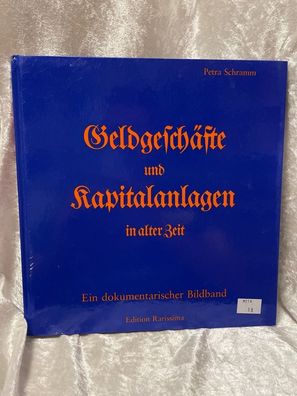 Petra Schramm
Geldgeſchäfte
und
Kapitalanlagen
in alter Zeit
Ein dokumentarischer Bildband
Edition Rarissima